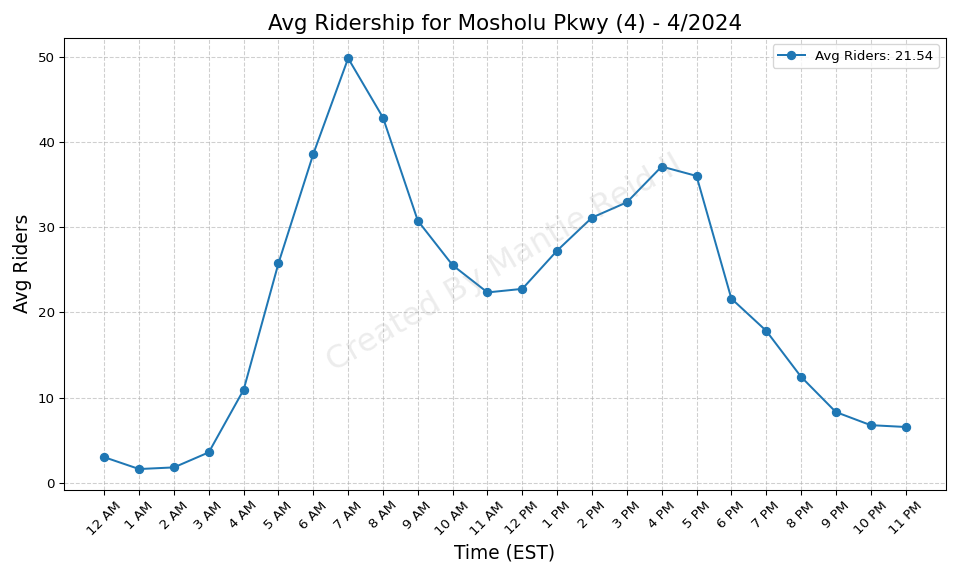 Avg Ridership for Mosholu Pkwy (4) - 4/2024
Avg Riders: 21.54
50
40
30
20
10
0
Avg Riders
Created By Mantie Reid II
12 AM
1 AM
2 AM
3 AM
4 AM
5 AM
6 AM
7 AM
8 AM
9 AM
10 AM
11 AM
12 PM
1 PM
2 PM
3 PM
4 PM
5 PM
6 PM
7 PM
8 PM
9 PM
10 PM
11 PM
Time (EST)